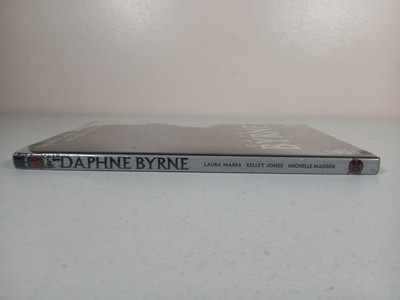 DAPHNE BYRNE LAURA MARKS · KELLEY JONES · MICHELLE MADSEN